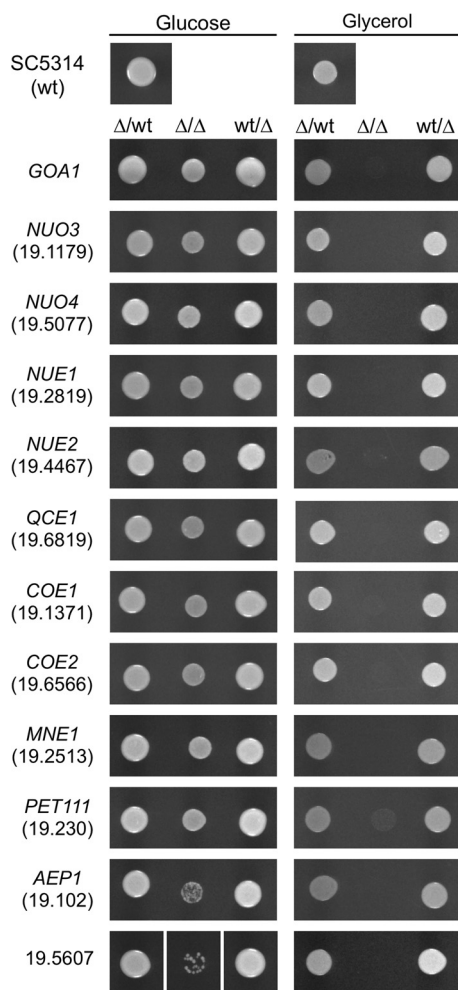 Glucose Glycerol
SC5314
(wt)
Δ/wt Δ/Δ wt/Δ Δ/wt Δ/Δ wt/Δ
GOA1
NUO3
(19.1179)
NUO4
(19.5077)
NUE1
(19.2819)
NUE2
(19.4467)
QCE1
(19.6819)
COE1
(19.1371)
COE2
(19.6566)
MNE1
(19.2513)
PET111
(19.230)
AEP1
(19.102)
19.5607